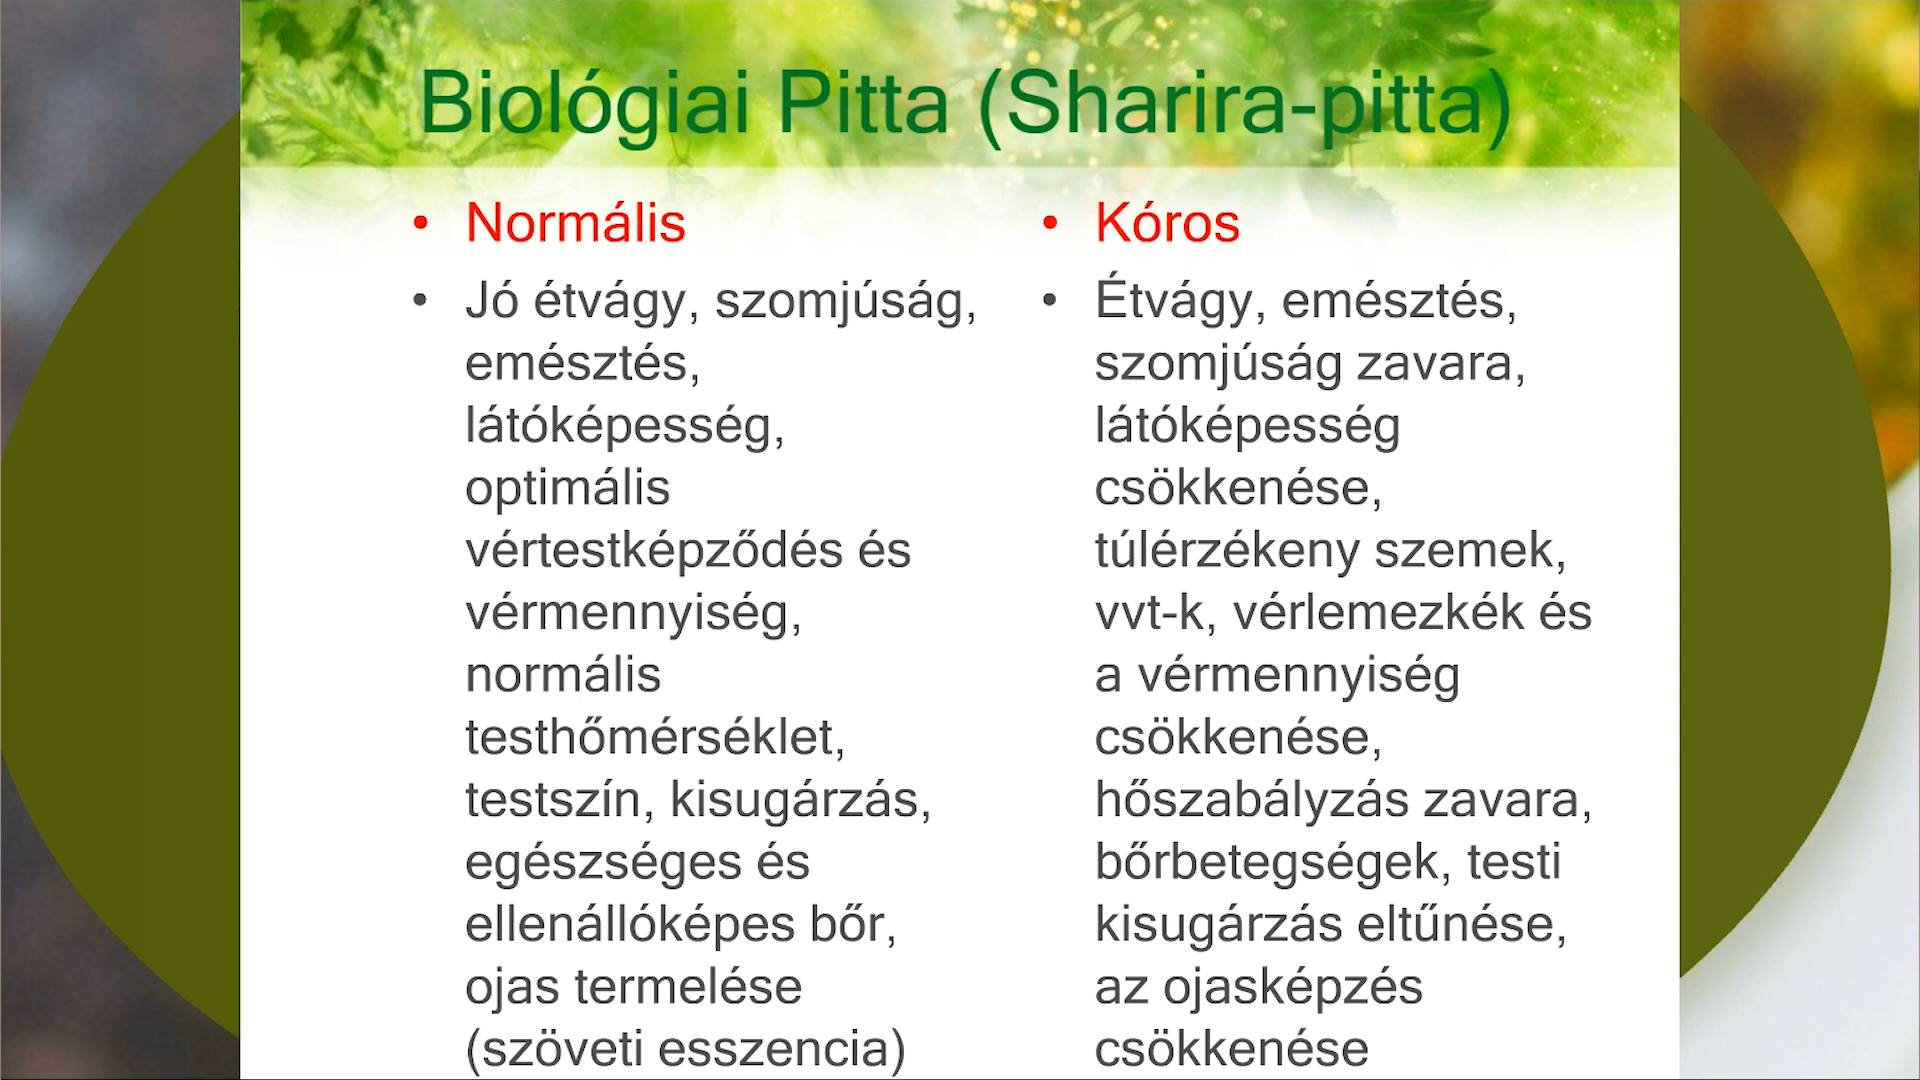 Biológiai Pitta (Sharira-pitta)
• Normális
• Jó étvágy, szomjúság,
emésztés,
látóképesség,
optimális
vértestképződés és
vérmennyiség,
normális
testhőmérséklet,
testszín, kisugárzás,
egészséges és
ellenállóképes bőr,
ojas termelése
(szöveti esszencia)
• Kóros
• Étvágy, emésztés,
szomjúság zavara,
látóképesség
csökkenése,
túlérzékeny szemek,
vvt-k, vérlemezkék és
a vérmennyiség
csökkenése,
hőszabályzás zavara,
bőrbetegségek, testi
kisugárzás eltűnése,
az ojasképzés
csökkenése